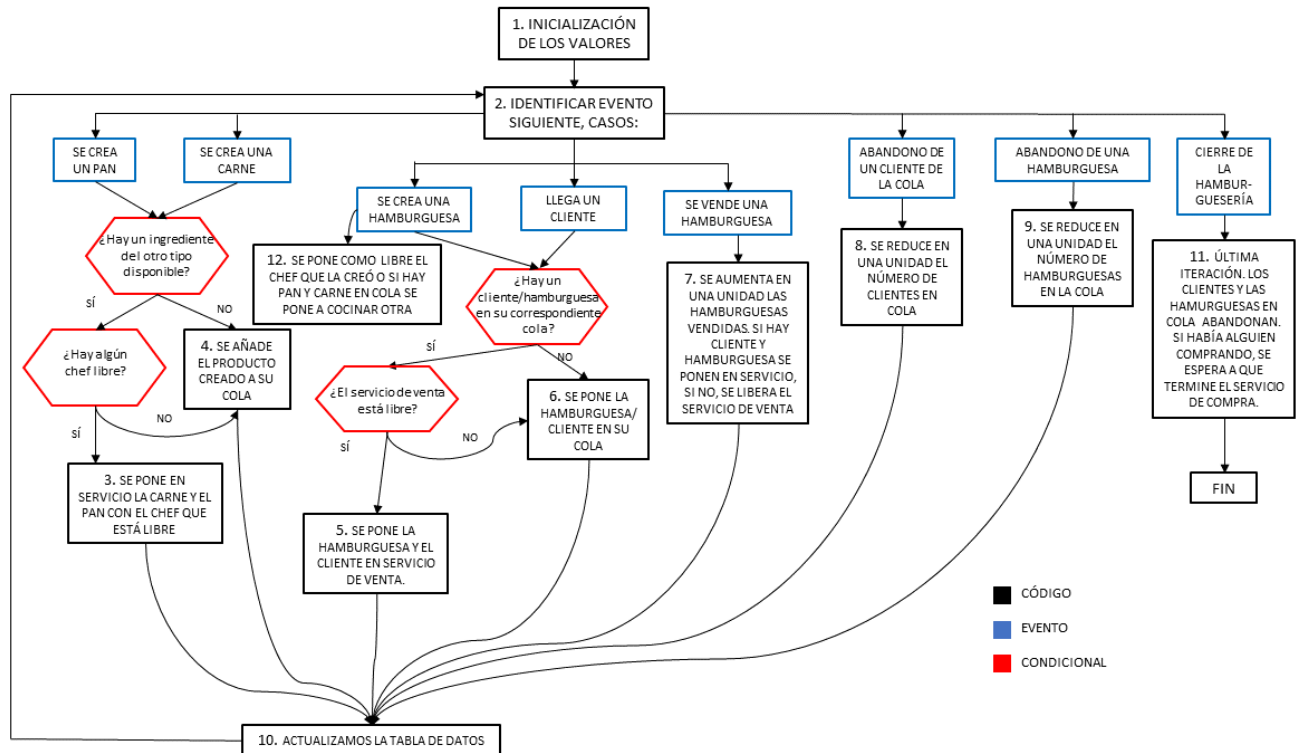 1. INICIALIZACIÓN
DE LOS VALORES
2. IDENTIFICAR EVENTO
SIGUIENTE, CASOS:
SE CREA
UN PAN
SE CREA UNA
CARNE
SE CREA UNA
HAMBURGUESA
LLEGA UN
CLIENTE
SE VENDE UNA
HAMBURGUESA
ABANDONO DE
UN CLIENTE DE
LA COLA
ABANDONO DE UNA
HAMBURGUESA
CIERRE DE
LA
HAMBUR-
GUESERÍA
¿Hay un ingrediente
del otro tipo
disponible?
SÍ
NO
¿Hay algún
chef libre?
SÍ
NO
4. SE AÑADE
EL PRODUCTO
CREADO A SU
COLA
3. SE PONE EN
SERVICIO LA CARNE Y EL
PAN CON EL CHEF QUE
ESTÁ LIBRE
12. SE PONE COMO LIBRE EL
CHEF QUE LA CREÓ O SI HAY
PAN Y CARNE EN COLA SE
PONE A COCINAR OTRA
¿Hay un
cliente/hamburguesa
en su correspondiente
cola?
SÍ
NO
¿El servicio de venta
está libre?
SÍ
NO
6. SE PONE LA
HAMBURGUESA/
CLIENTE EN SU
COLA
5. SE PONE LA
HAMBURGUESA Y EL
CLIENTE EN SERVICIO
DE VENTA.
7. SE AUMENTA EN
UNA UNIDAD LAS
HAMBURGUESAS
VENDIDAS. SI HAY
CLIENTE Y
HAMBURGUESA SE
PONEN EN SERVICIO,
SI NO, SE LIBERA EL
SERVICIO DE VENTA
8. SE REDUCE EN
UNA UNIDAD EL
NÚMERO DE
CLIENTES EN
COLA
9. SE REDUCE EN
UNA UNIDAD EL
NÚMERO DE
HAMBURGUESAS
EN LA COLA
11. ÚLTIMA
ITERACIÓN. LOS
CLIENTES Y LAS
HAMURGUESAS EN
COLA ABANDONAN.
SI HABÍA ALGUIEN
COMPRANDO, SE
ESPERA A QUE
TERMINE EL SERVICIO
DE COMPRA.
FIN
CÓDIGO
EVENTO
CONDICIONAL
10. ACTUALIZAMOS LA TABLA DE DATOS